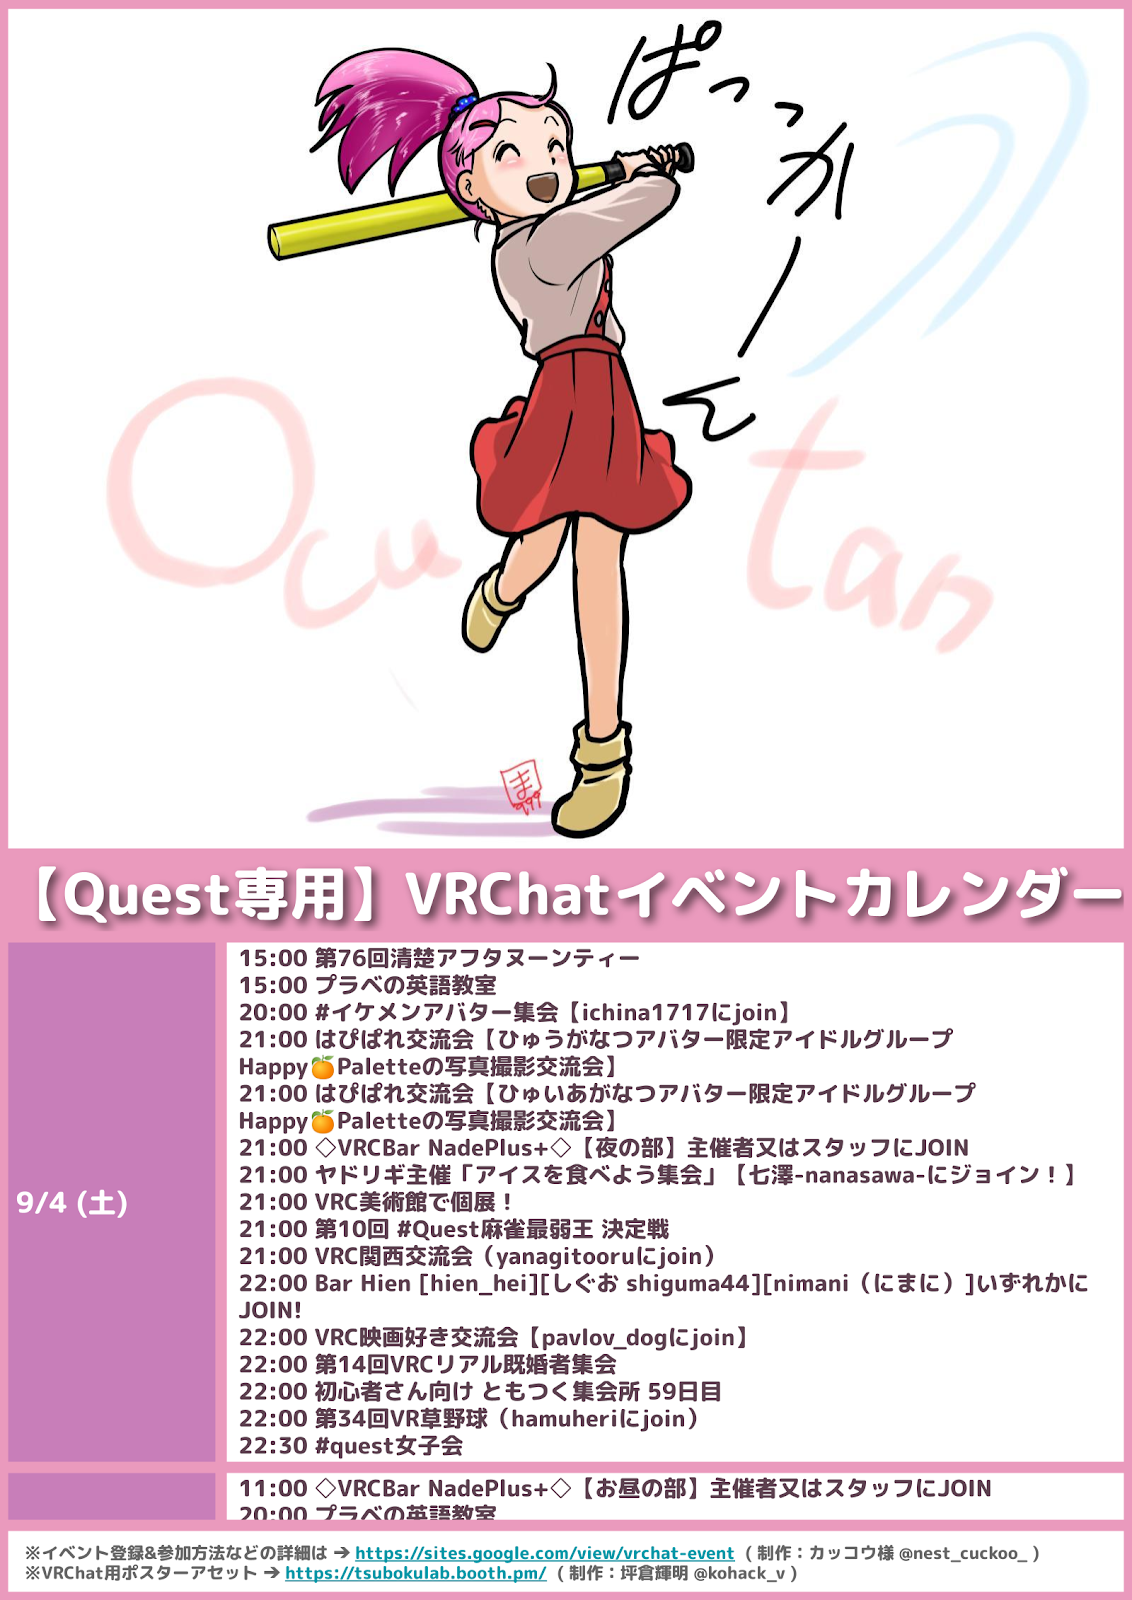 ぱっっかーん
Ocu tan
ま
999
【Quest専用】VRChatイベントカレンダー
9/4 (土)
15:00 第76回清楚アフタヌーンティー
15:00 プラベの英語教室
20:00 #イケメンアバター集会【ichina1717にjoin】
21:00 はぴぱれ交流会【ひゅうがなつアバター限定アイドルグループ
Happy🍊Paletteの写真撮影交流会】
21:00 はぴぱれ交流会【ひゅいあがなつアバター限定アイドルグループ
Happy🍊Paletteの写真撮影交流会】
21:00 ◇VRCBar NadePlus+◇【夜の部】主催者又はスタッフにJOIN
21:00 ヤドリギ主催「アイスを食べよう集会」【七澤-nanasawa-にジョイン！】
21:00 VRC美術館で個展！
21:00 第10回 #Quest麻雀最弱王 決定戦
21:00 VRC関西交流会（yanagitooruにjoin）
22:00 Bar Hien [hien_hei][しぐお shiguma44][nimani（にまに）]いずれかに
JOIN!
22:00 VRC映画好き交流会【pavlov_dogにjoin】
22:00 第14回VRCリアル既婚者集会
22:00 初心者さん向け ともつく集会所 59日目
22:00 第34回VR草野球（hamuheriにjoin）
22:30 #quest女子会
11:00 ◇VRCBar NadePlus+◇【お昼の部】主催者又はスタッフにJOIN
20:00 プラベの英語教室
※イベント登録&参加方法などの詳細は ➔ https://sites.google.com/view/vrchat-event ( 制作：カッコウ様 @nest_cuckoo_ )
※VRChat用ポスターアセット ➔ https://tsubokulab.booth.pm/ ( 制作：坪倉輝明 @kohack_v )